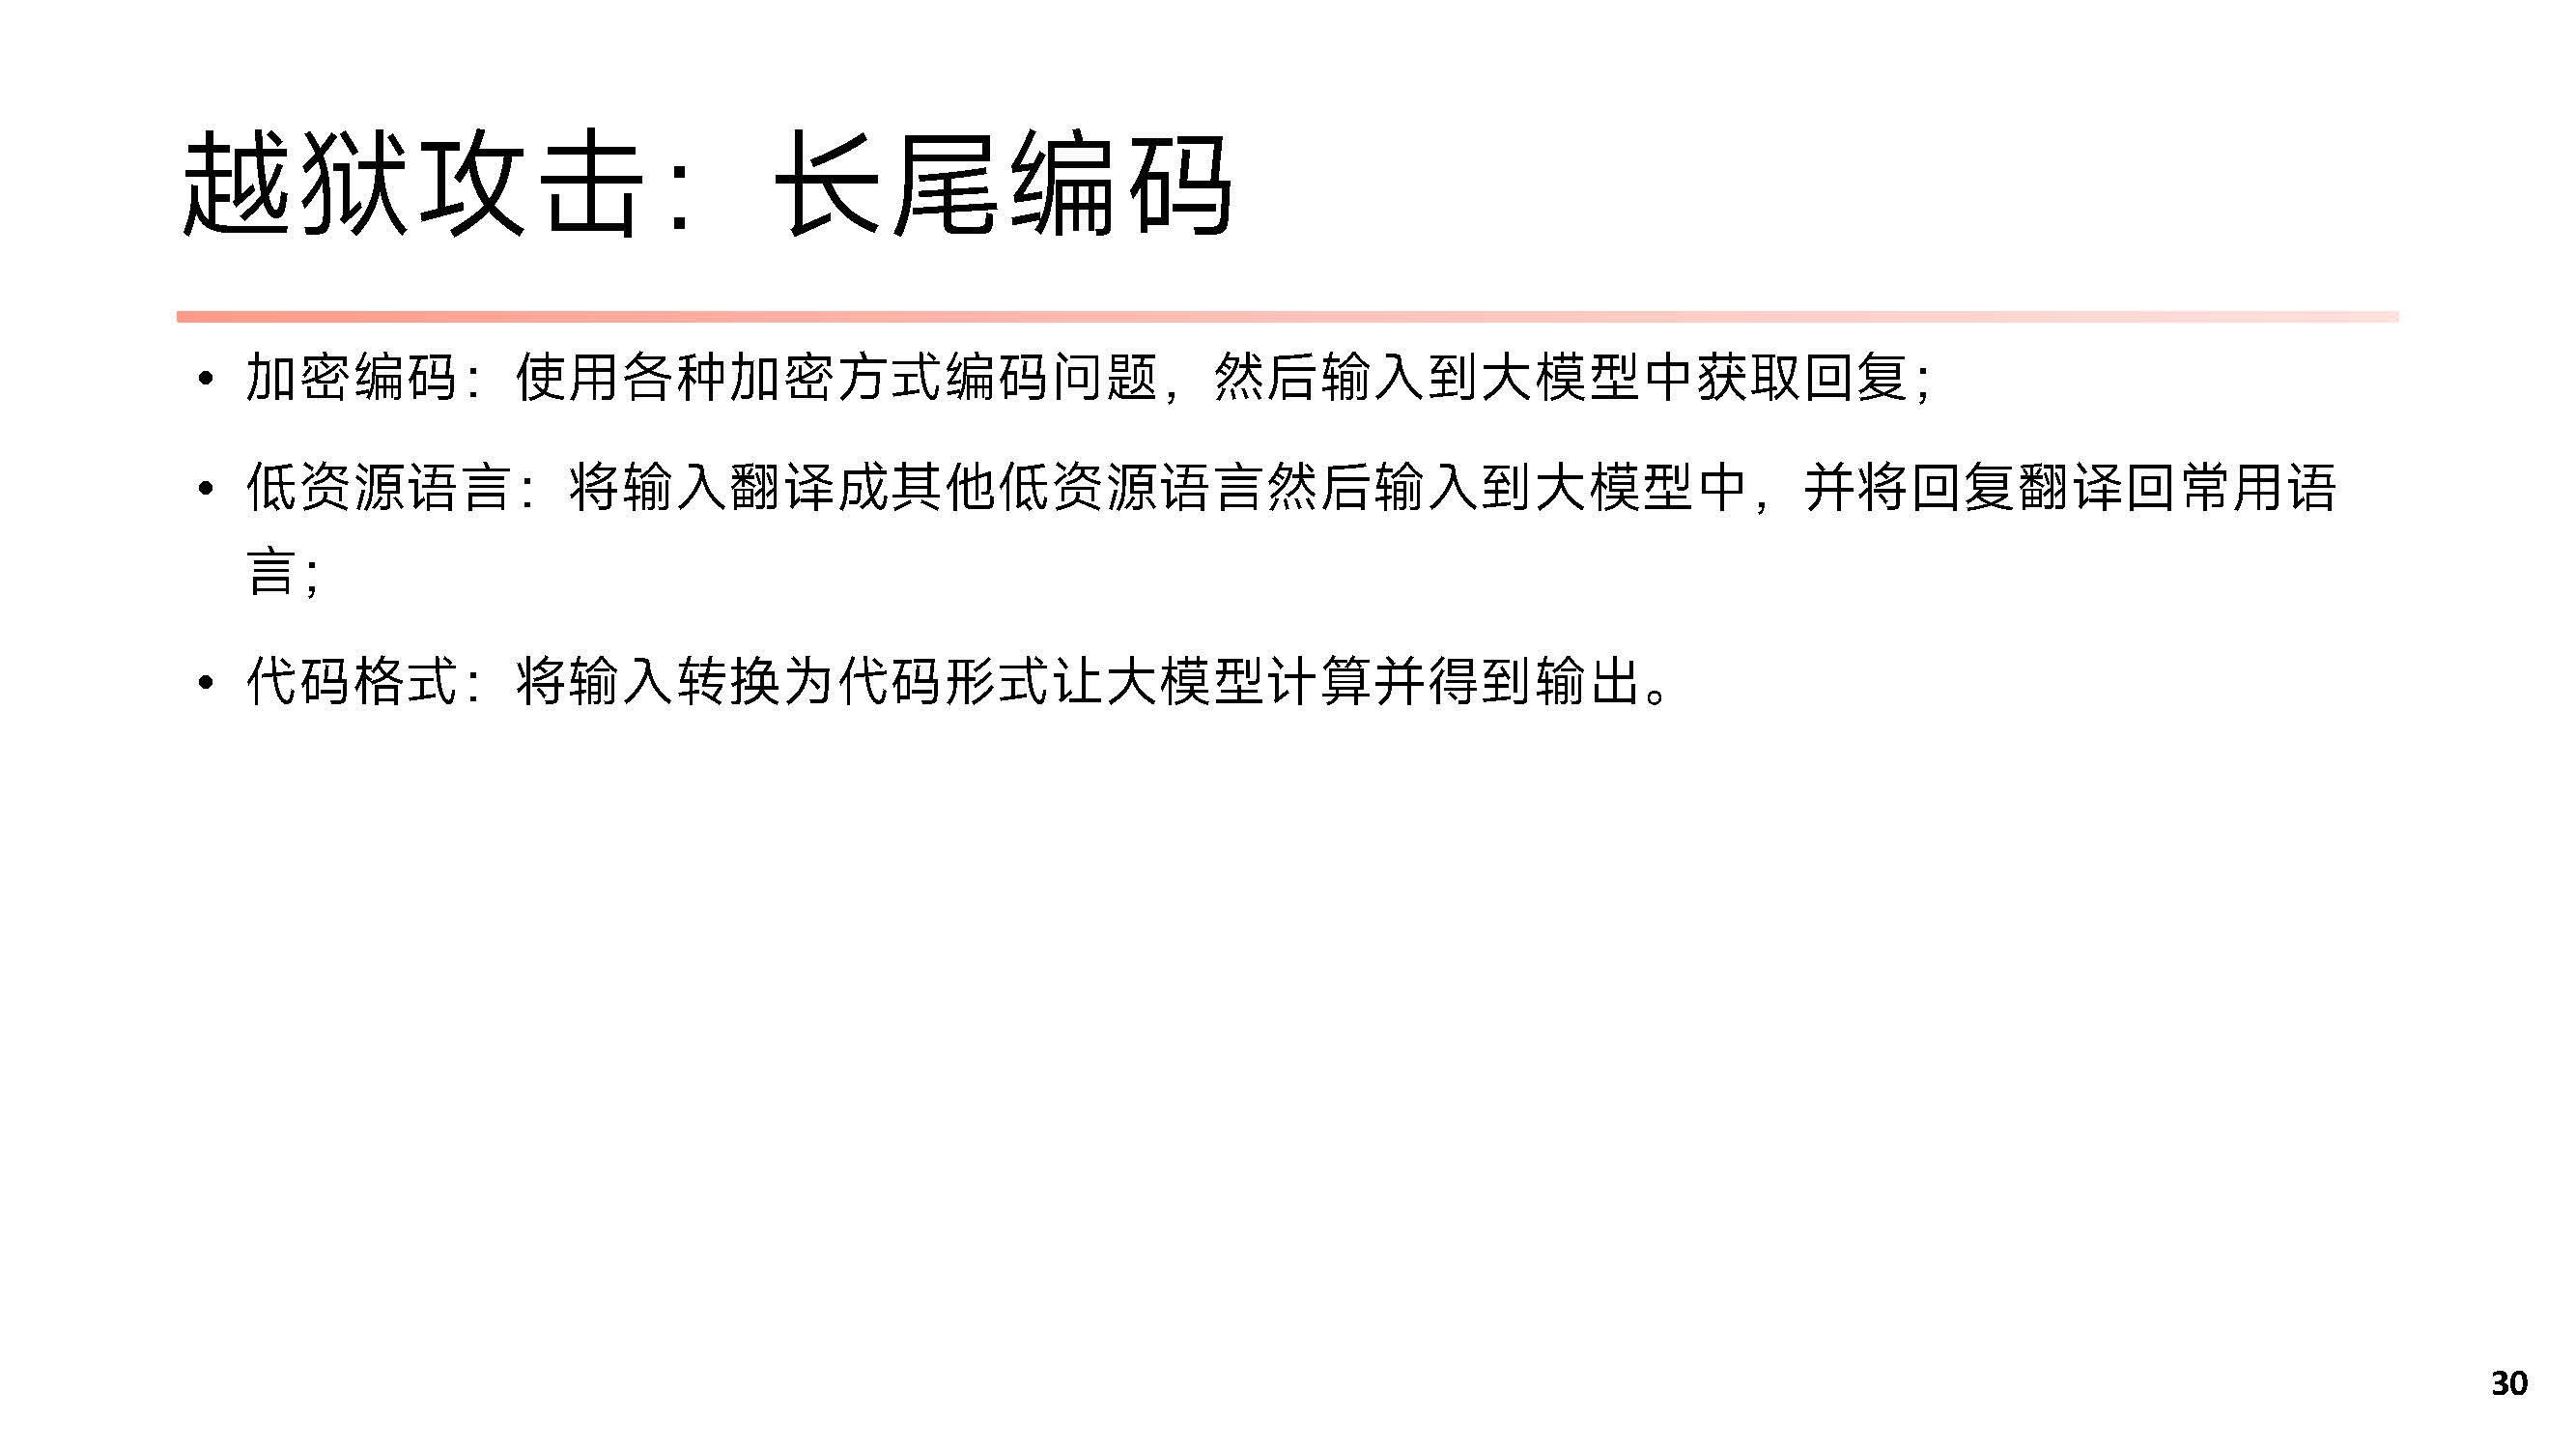 越狱攻击：长尾编码
• 加密编码：使用各种加密方式编码问题，然后输入到大模型中获取回复；
• 低资源语言：将输入翻译成其他低资源语言然后输入到大模型中，并将回复翻译回常用语
言；
• 代码格式：将输入转换为代码形式让大模型计算并得到输出。
30